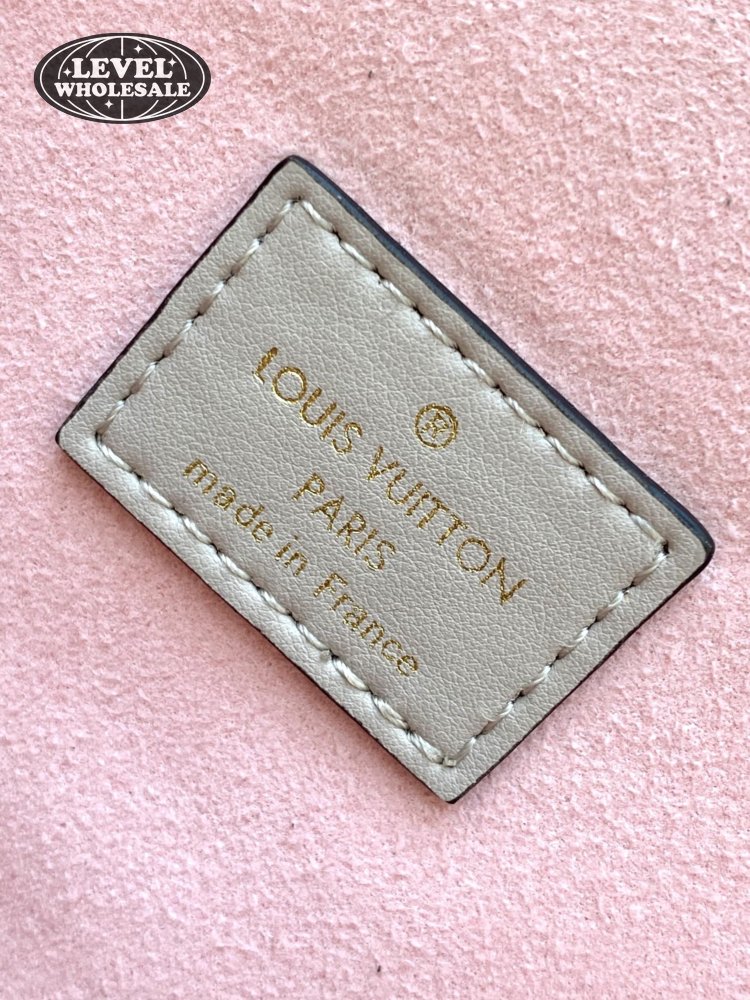 LEVEL
WHOLESALE
®
LOUIS VUITTON
PARIS
made in France